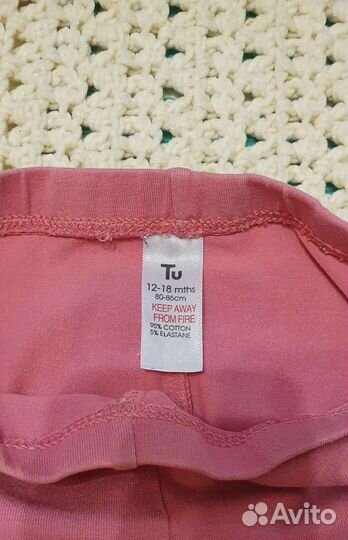 Tu
12-18 mths
80-86cm
KEEP AWAY
FROM FIRE
95% COTTON
5% ELASTANE
Avito